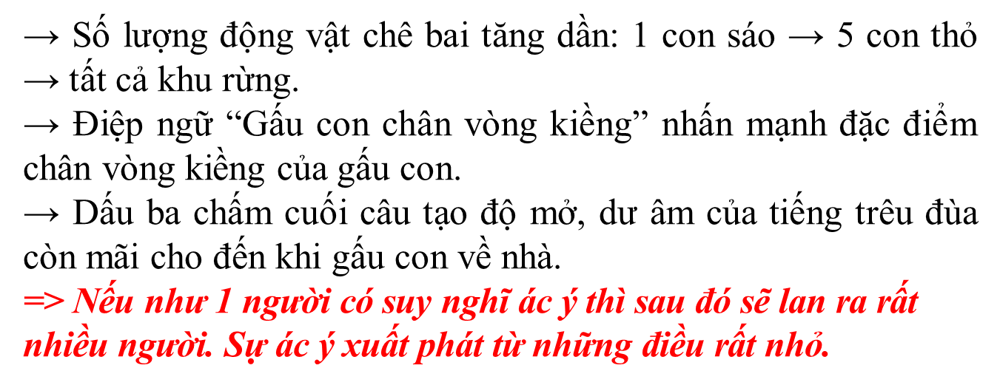 → Số lượng động vật chê bai tăng dần: 1 con sáo → 5 con thỏ
→ tất cả khu rừng.
→ Điệp ngữ “Gấu con chân vòng kiềng” nhấn mạnh đặc điểm
chân vòng kiềng của gấu con.
→ Dấu ba chấm cuối câu tạo độ mở, dư âm của tiếng trêu đùa
còn mãi cho đến khi gấu con về nhà.
=> Nếu như 1 người có suy nghĩ ác ý thì sau đó sẽ lan ra rất
nhiều người. Sự ác ý xuất phát từ những điều rất nhỏ.